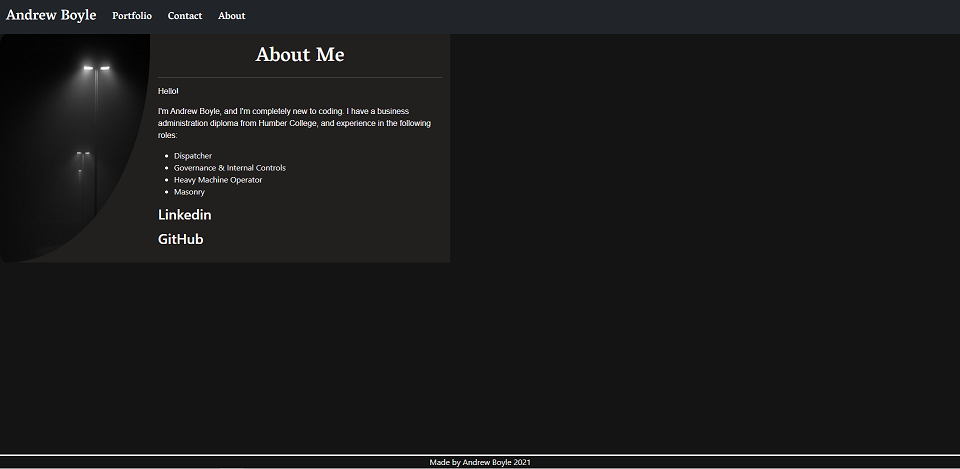 Andrew Boyle Portfolio Contact About
About Me
Hello!
I'm Andrew Boyle, and I'm completely new to coding. I have a business
administration diploma from Humber College, and experience in the following
roles:
Dispatcher
Governance & Internal Controls
Heavy Machine Operator
Masonry
Linkedin
GitHub
Made by Andrew Boyle 2021